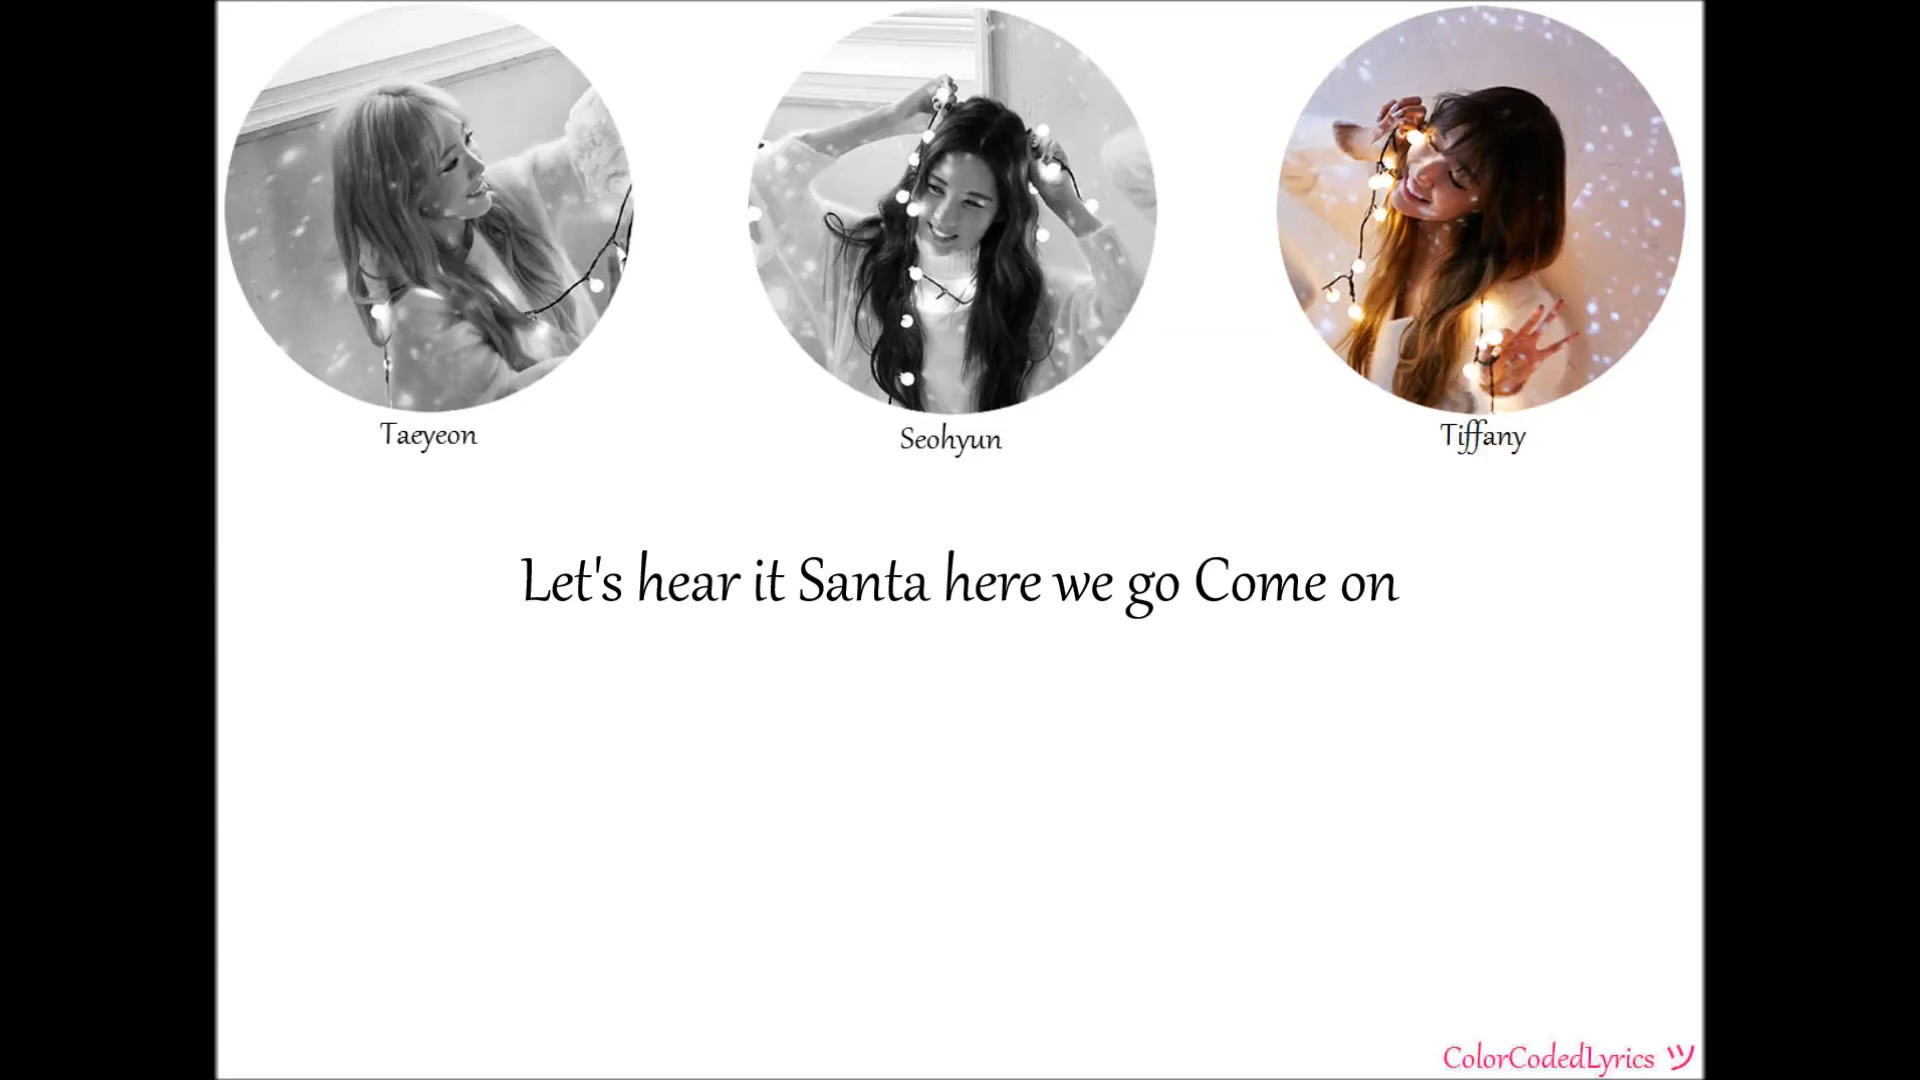 Taeyeon
Seohyun
Tiffany
Let's hear it Santa here we go Come on
ColorCodedLyrics ツ